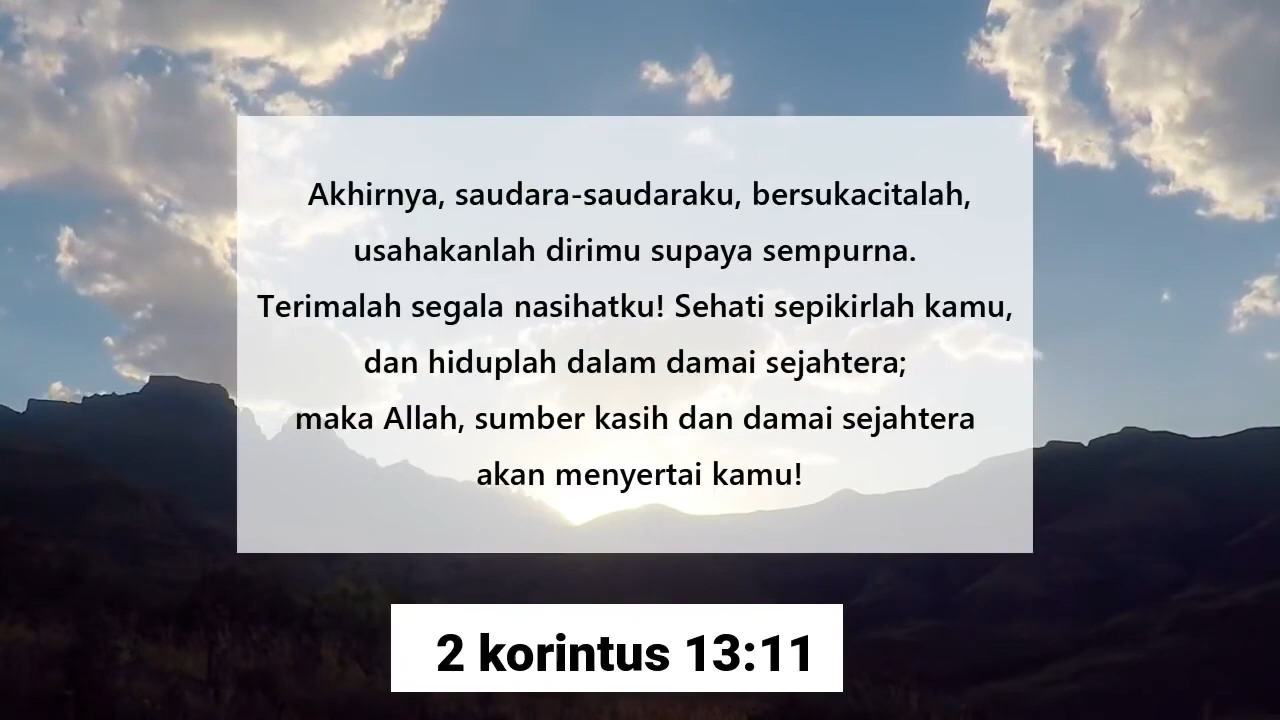 Akhirnya, saudara-saudaraku, bersukacitalah,
usahakanlah dirimu supaya sempurna.
Terimalah segala nasihatku! Sehati sepikirlah kamu,
dan hiduplah dalam damai sejahtera;
maka Allah, sumber kasih dan damai sejahtera
akan menyertai kamu!
2 korintus 13:11